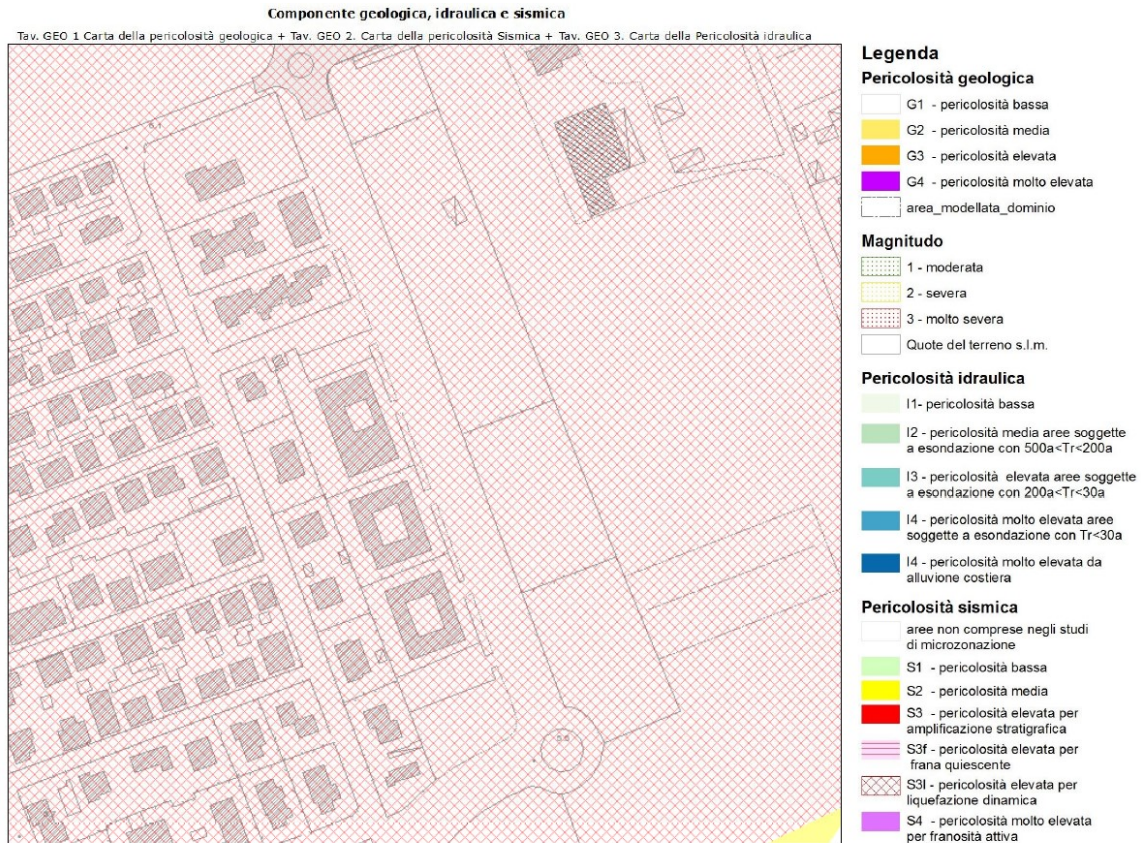 Componente geologica, idraulica e sismica
Tav. GEO 1 Carta della pericolosità geologica + Tav. GEO 2. Carta della pericolosità Sismica + Tav. GEO 3. Carta della Pericolosità idraulica
6.1
5.5
Legenda
Pericolosità geologica
G1 - pericolosità bassa
G2 - pericolosità media
G3 - pericolosità elevata
G4 - pericolosità molto elevata
area_modellata_dominio
Magnitudo
1 - moderata
2 - severa
3 - molto severa
Quote del terreno s.l.m.
Pericolosità idraulica
I1- pericolosità bassa
I2 - pericolosità media aree soggette
a esondazione con 500a<Tr<200a
I3 - pericolosità elevata aree soggette
a esondazione con 200a<Tr<30a
I4 - pericolosità molto elevata aree
soggette a esondazione con Tr<30a
I4 - pericolosità molto elevata da
alluvione costiera
Pericolosità sismica
aree non comprese negli studi
di microzonazione
S1 - pericolosità bassa
S2 - pericolosità media
S3 - pericolosità elevata per
amplificazione stratigrafica
S3f - pericolosità elevata per
frana quiescente
S3l - pericolosità elevata per
liquefazione dinamica
S4 - pericolosità molto elevata
per franosità attiva